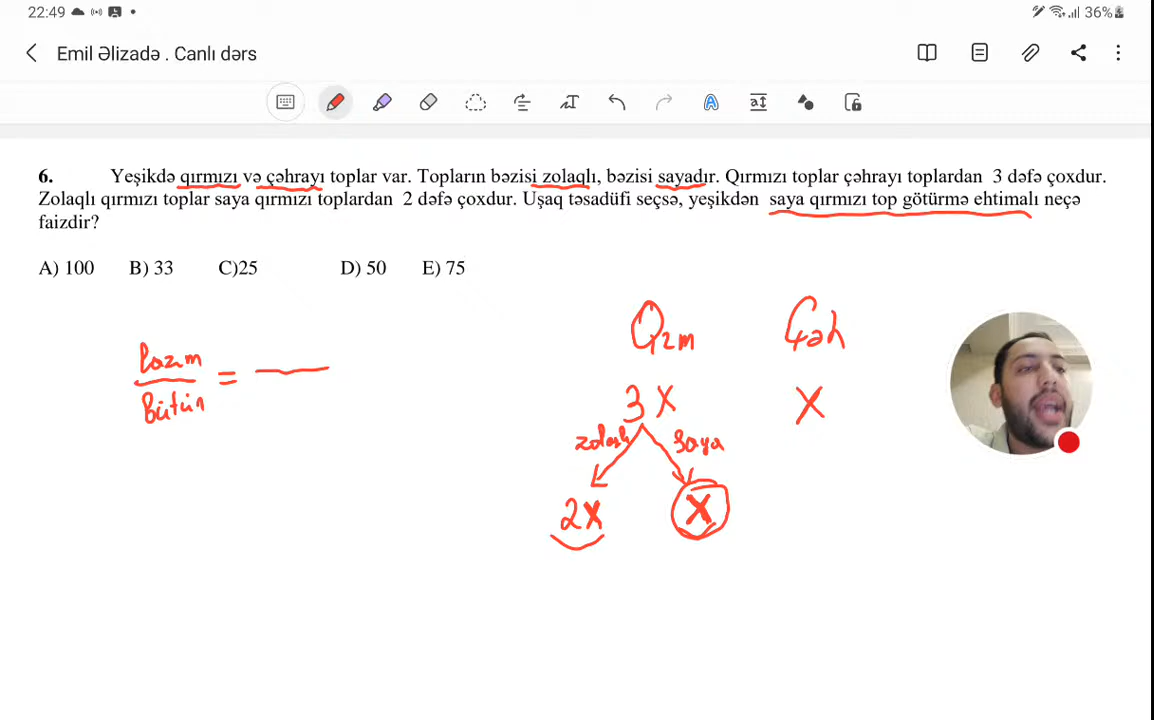 22:49 36%
Emil Əlizadə . Canlı dərs
6. Yeşikdə qırmızı və çəhrayı toplar var. Topların bəzisi zolaqlı, bəzisi sayadır. Qırmızı toplar çəhrayı toplardan 3 dəfə çoxdur.
Zolaqlı qırmızı toplar saya qırmızı toplardan 2 dəfə çoxdur. Uşaq təsadüfi seçsə, yeşikdən saya qırmızı top götürmə ehtimalı neçə
faizdir?
A) 100 B) 33 C)25 D) 50 E) 75
Qızm Çəh
lazım
bütün
=
3X X
zolaqlı saya
2X X